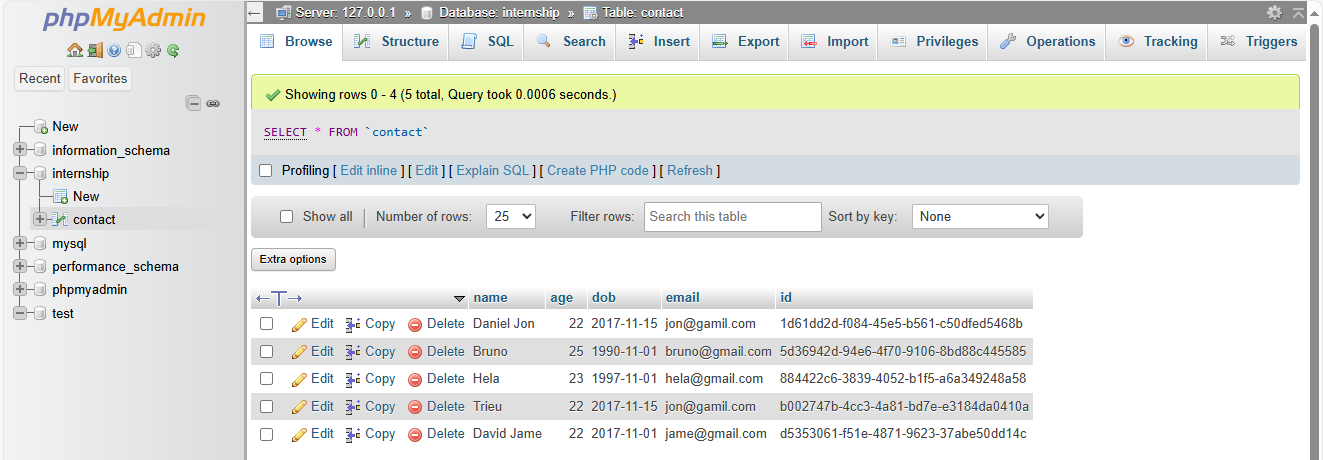 phpMyAdmin
Recent Favorites
New
information_schema
internship
New
contact
mysql
performance_schema
phpmyadmin
test
Server: 127.0.0.1 » Database: internship » Table: contact
Browse Structure SQL Search Insert Export Import Privileges Operations Tracking Triggers
Showing rows 0 - 4 (5 total, Query took 0.0006 seconds.)
SELECT * FROM `contact`
Profiling [ Edit inline ] [ Edit ] [ Explain SQL ] [ Create PHP code ] [ Refresh ]
Show all Number of rows: 25 Filter rows: Search this table Sort by key: None
Extra options
←T→ name age dob email id
Edit Copy Delete Daniel Jon 22 2017-11-15 jon@gamil.com 1d61dd2d-f084-45e5-b561-c50dfed5468b
Edit Copy Delete Bruno 25 1990-11-01 bruno@gmail.com 5d36942d-94e6-4f70-9106-8bd88c445585
Edit Copy Delete Hela 23 1997-11-01 hela@gmail.com 884422c6-3839-4052-b1f5-a6a349248a58
Edit Copy Delete Trieu 22 2017-11-15 jon@gamil.com b002747b-4cc3-4a81-bd7e-e3184da0410a
Edit Copy Delete David Jame 22 2017-11-01 jame@gmail.com d5353061-f51e-4871-9623-37abe50dd14c